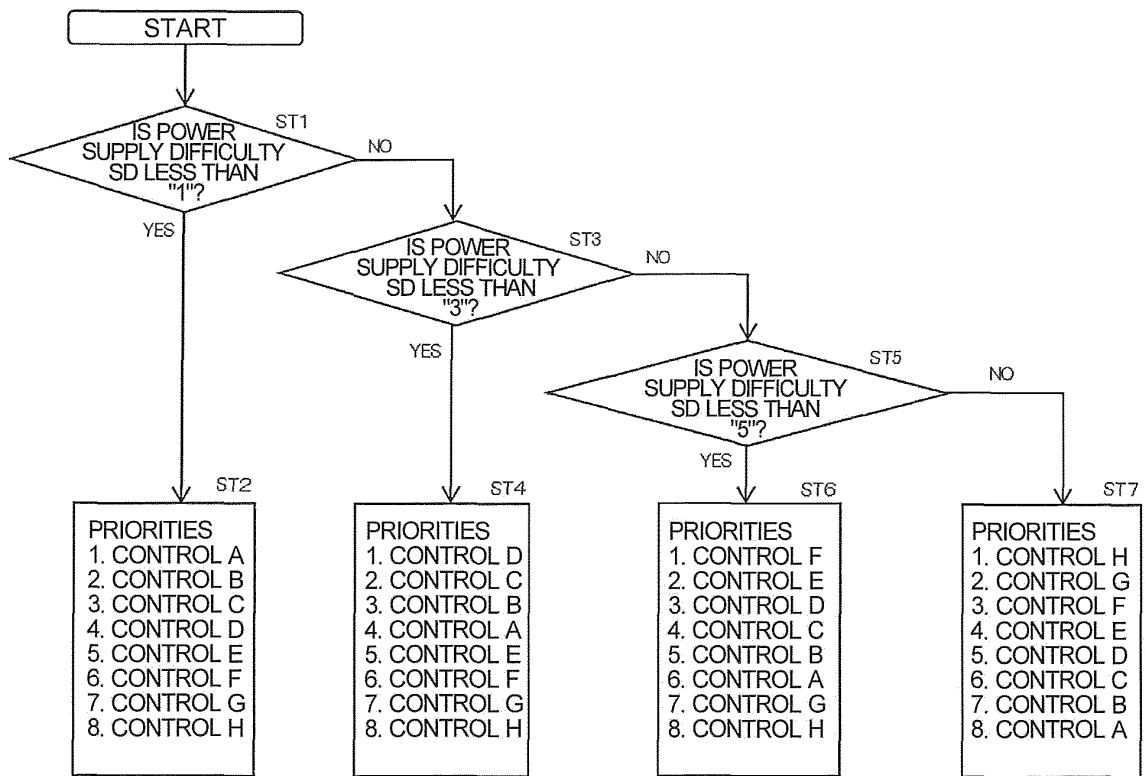 START
ST1
IS POWER
SUPPLY DIFFICULTY
SD LESS THAN
"1"?
NO
YES
ST3
IS POWER
SUPPLY DIFFICULTY
SD LESS THAN
"3"?
NO
YES
ST5
IS POWER
SUPPLY DIFFICULTY
SD LESS THAN
"5"?
NO
YES
ST2
PRIORITIES
1. CONTROL A
2. CONTROL B
3. CONTROL C
4. CONTROL D
5. CONTROL E
6. CONTROL F
7. CONTROL G
8. CONTROL H
ST4
PRIORITIES
1. CONTROL D
2. CONTROL C
3. CONTROL B
4. CONTROL A
5. CONTROL E
6. CONTROL F
7. CONTROL G
8. CONTROL H
ST6
PRIORITIES
1. CONTROL F
2. CONTROL E
3. CONTROL D
4. CONTROL C
5. CONTROL B
6. CONTROL A
7. CONTROL G
8. CONTROL H
ST7
PRIORITIES
1. CONTROL H
2. CONTROL G
3. CONTROL F
4. CONTROL E
5. CONTROL D
6. CONTROL C
7. CONTROL B
8. CONTROL A